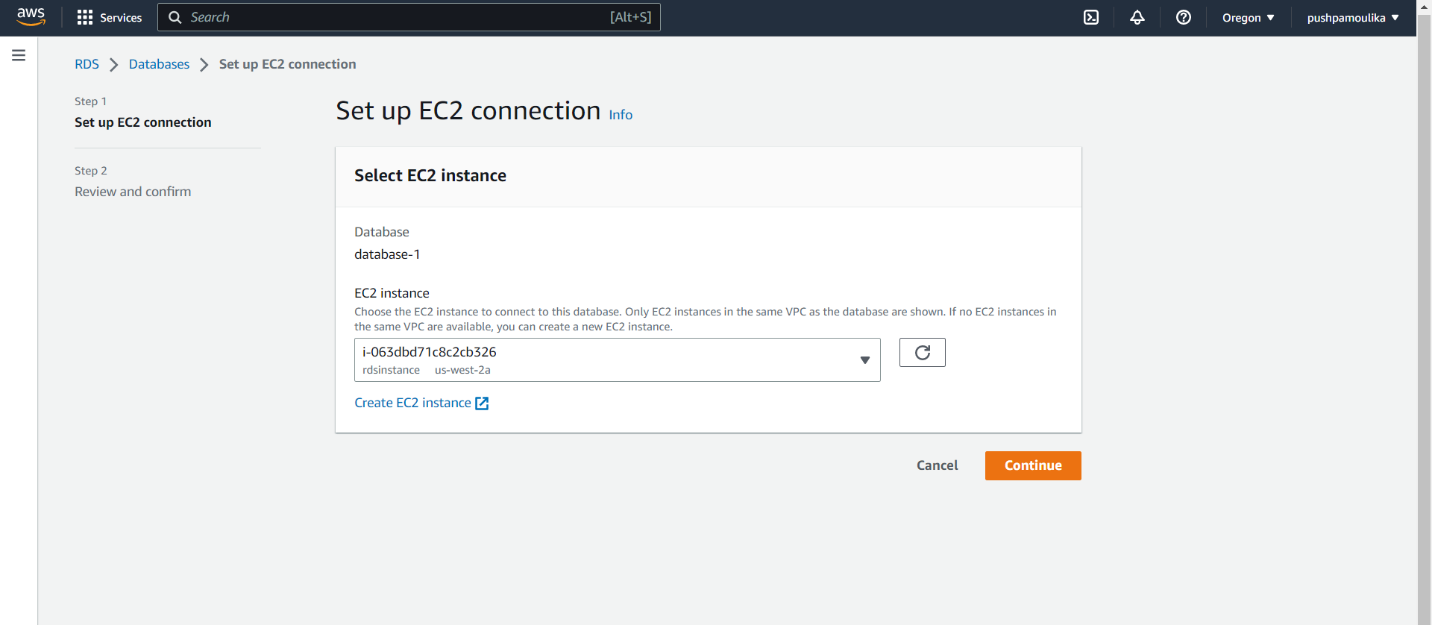 aws Services Search [Alt+S] Oregon pushpamoulika
RDS Databases Set up EC2 connection
Step 1
Set up EC2 connection
Step 2
Review and confirm
Set up EC2 connection Info
Select EC2 instance
Database
database-1
EC2 instance
Choose the EC2 instance to connect to this database. Only EC2 instances in the same VPC as the database are shown. If no EC2 instances in
the same VPC are available, you can create a new EC2 instance.
i-063dbd71c8c2cb326
rdsinstance us-west-2a
Create EC2 instance
Cancel Continue